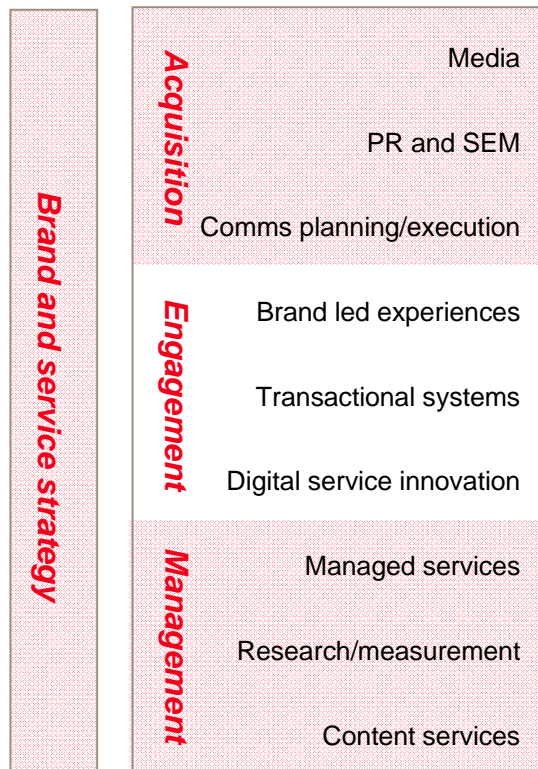 Brand and service strategy
Acquisition
Media
PR and SEM
Comms planning/execution
Engagement
Brand led experiences
Transactional systems
Digital service innovation
Management
Managed services
Research/measurement
Content services